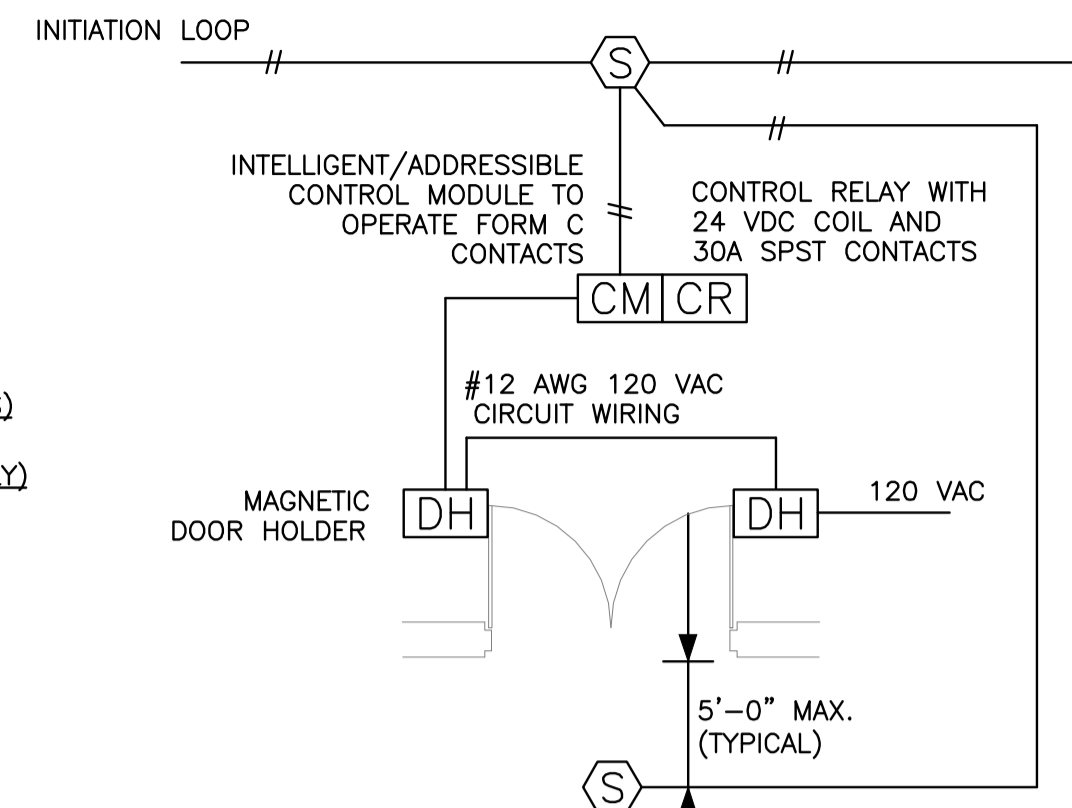 INITIATION LOOP
S
INTELLIGENT/ADDRESSIBLE
CONTROL MODULE TO
OPERATE FORM C
CONTACTS
CONTROL RELAY WITH
24 VDC COIL AND
30A SPST CONTACTS
CM CR
#12 AWG 120 VAC
CIRCUIT WIRING
Y)
MAGNETIC
DOOR HOLDER
DH
DH
120 VAC
5'-0" MAX.
(TYPICAL)
S